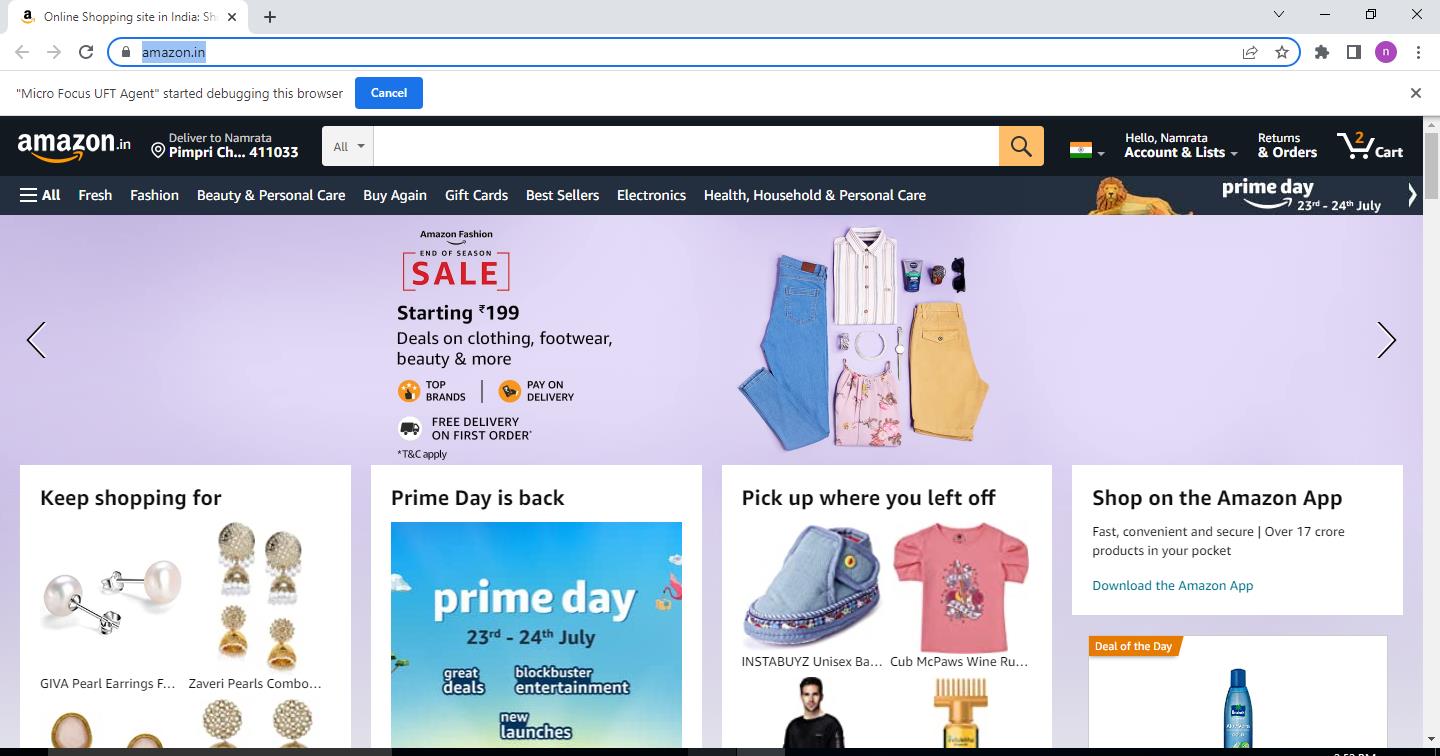 Online Shopping site in India: Sh
amazon.in
n
"Micro Focus UFT Agent" started debugging this browser
Cancel
amazon.in
Deliver to Namrata
Pimpri Ch... 411033
All
Hello, Namrata
Account & Lists
Returns
& Orders
2
Cart
All
Fresh
Fashion
Beauty & Personal Care
Buy Again
Gift Cards
Best Sellers
Electronics
Health, Household & Personal Care
prime day
23rd - 24th July
Amazon Fashion
END OF SEASON
SALE
Starting ₹199
Deals on clothing, footwear,
beauty & more
TOP
BRANDS
PAY ON
DELIVERY
FREE DELIVERY
ON FIRST ORDER*
*T&C apply
Keep shopping for
GIVA Pearl Earrings F...
Zaveri Pearls Combo...
Prime Day is back
prime day
23rd - 24th July
great
deals
blockbuster
entertainment
new
launches
Pick up where you left off
INSTABUYZ Unisex Ba...
Cub McPaws Wine Ru...
Shop on the Amazon App
Fast, convenient and secure | Over 17 crore
products in your pocket
Download the Amazon App
Deal of the Day